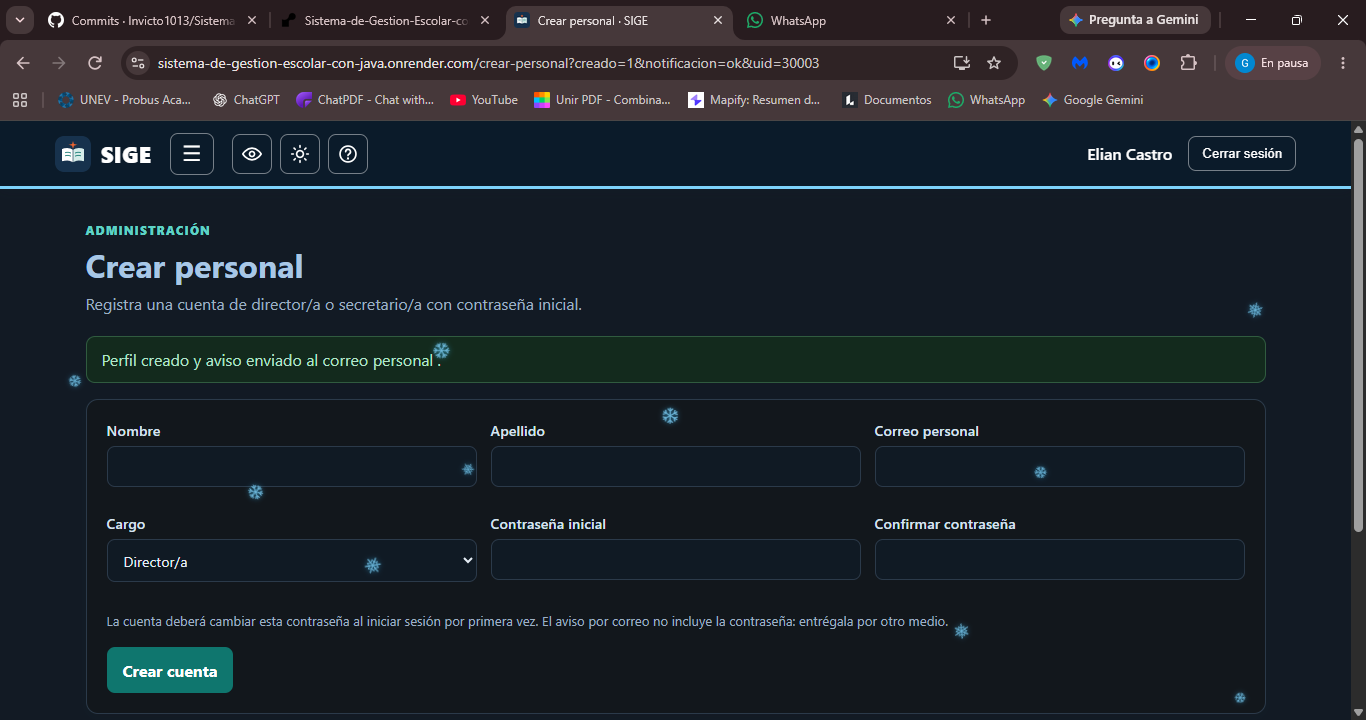 Commits · Invicto1013/Sistema
Sistema-de-Gestion-Escolar-co
Crear personal · SIGE
WhatsApp
Pregunta a Gemini
sistema-de-gestion-escolar-con-java.onrender.com/crear-personal?creado=1&notificacion=ok&uid=30003
G En pausa
UNEV - Probus Aca...
ChatGPT
ChatPDF - Chat with...
YouTube
Unir PDF - Combina...
Mapify: Resumen d...
Documentos
WhatsApp
Google Gemini
SIGE
Elian Castro
Cerrar sesión
ADMINISTRACIÓN
Crear personal
Registra una cuenta de director/a o secretario/a con contraseña inicial.
Perfil creado y aviso enviado al correo personal .
Nombre
Apellido
Correo personal
Cargo
Contraseña inicial
Confirmar contraseña
Director/a
La cuenta deberá cambiar esta contraseña al iniciar sesión por primera vez. El aviso por correo no incluye la contraseña: entrégala por otro medio.
Crear cuenta